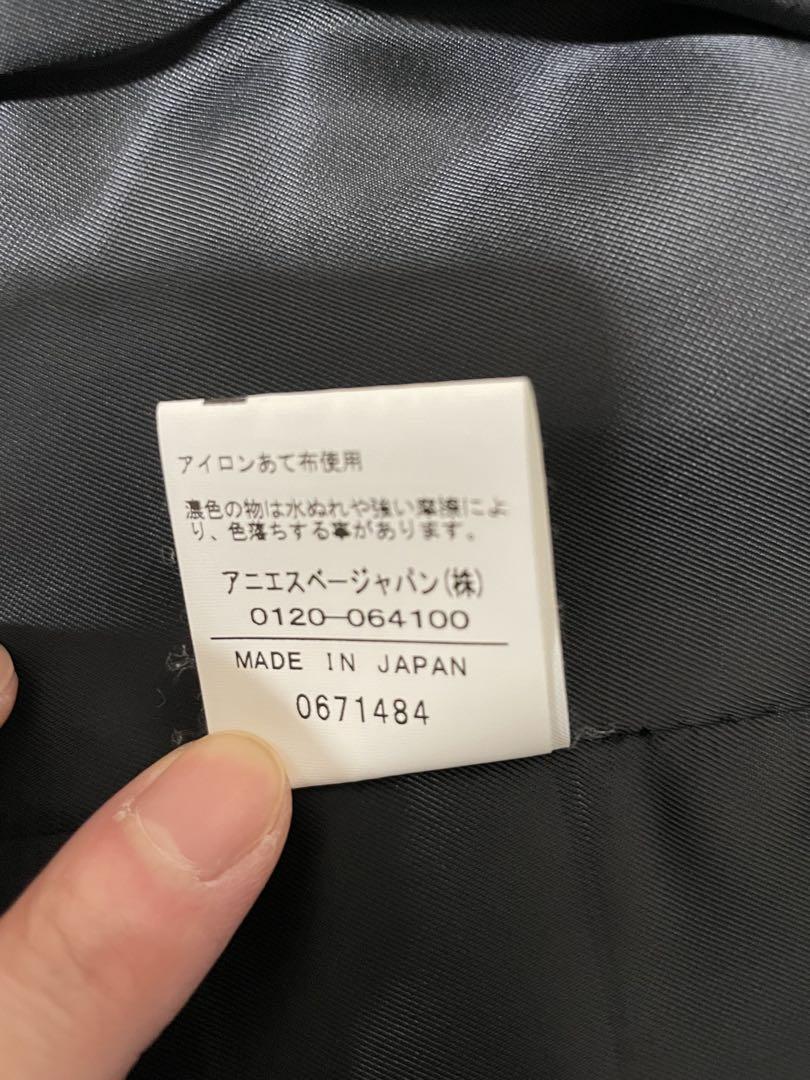 アイロンあて布使用
濃色の物は水ぬれや強い摩擦によ
り、色落ちする事があります。
アニエスベージャパン(株)
0120-064100
MADE IN JAPAN
0671484